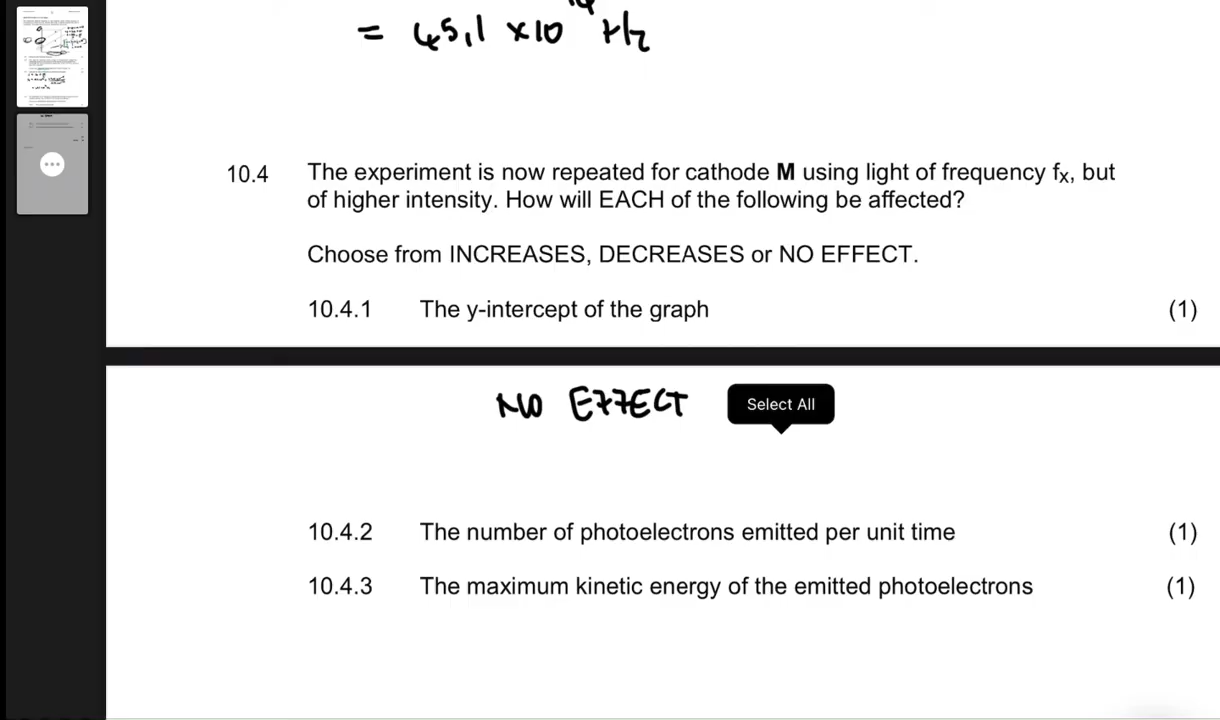 = 45,1 × 10¹⁴ Hz
10.4 The experiment is now repeated for cathode M using light of frequency fₓ, but
of higher intensity. How will EACH of the following be affected?
Choose from INCREASES, DECREASES or NO EFFECT.
10.4.1 The y-intercept of the graph (1)
NO EFFECT
Select All
10.4.2 The number of photoelectrons emitted per unit time (1)
10.4.3 The maximum kinetic energy of the emitted photoelectrons (1)